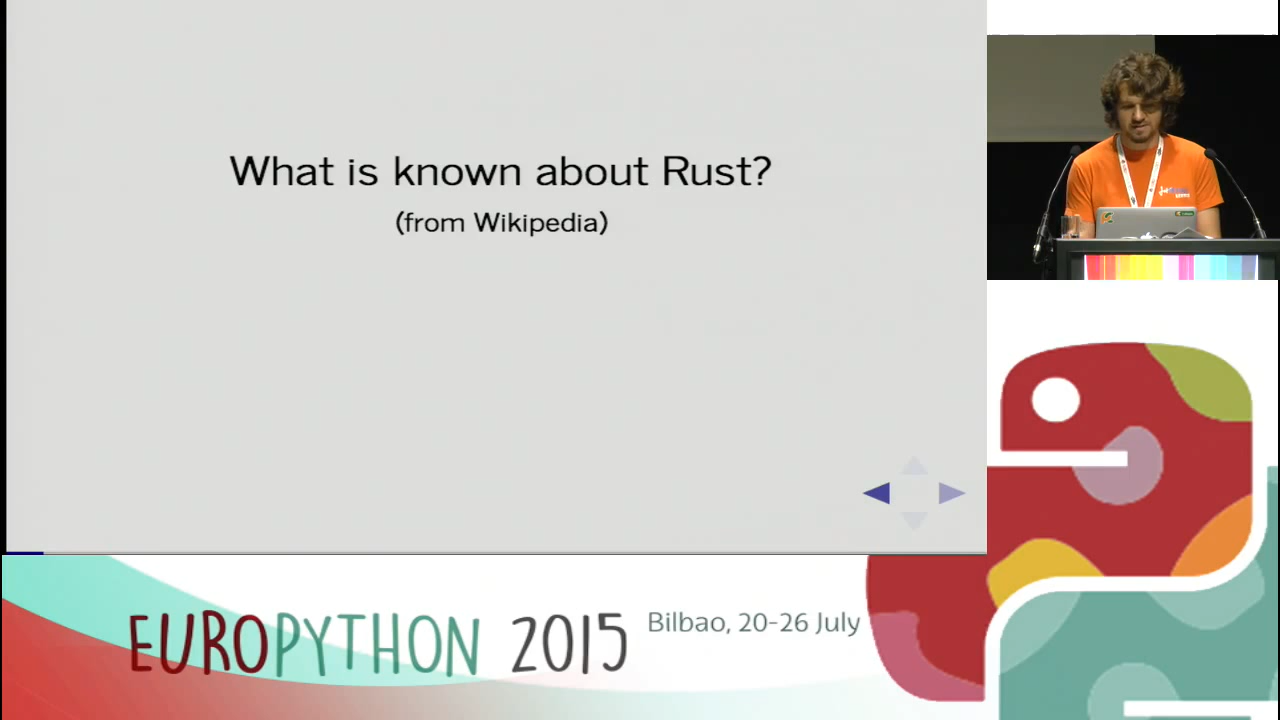 What is known about Rust?
(from Wikipedia)
EUROPYTHON 2015
Bilbao, 20-26 July